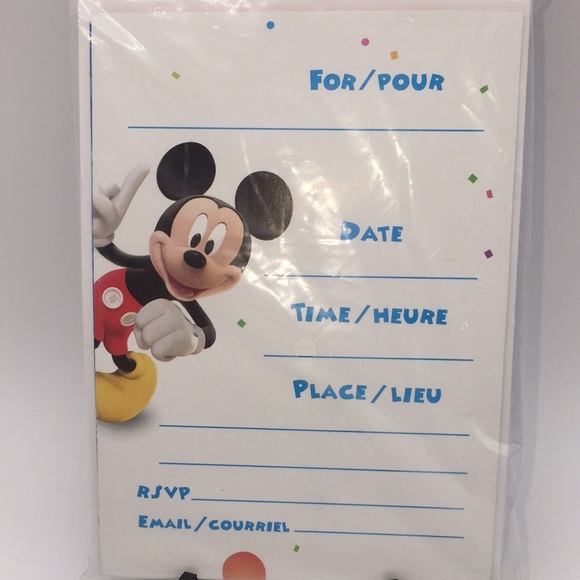 FOR/POUR
DATE
TIME/HEURE
PLACE/LIEU
RSVP
EMAIL/COURRIEL